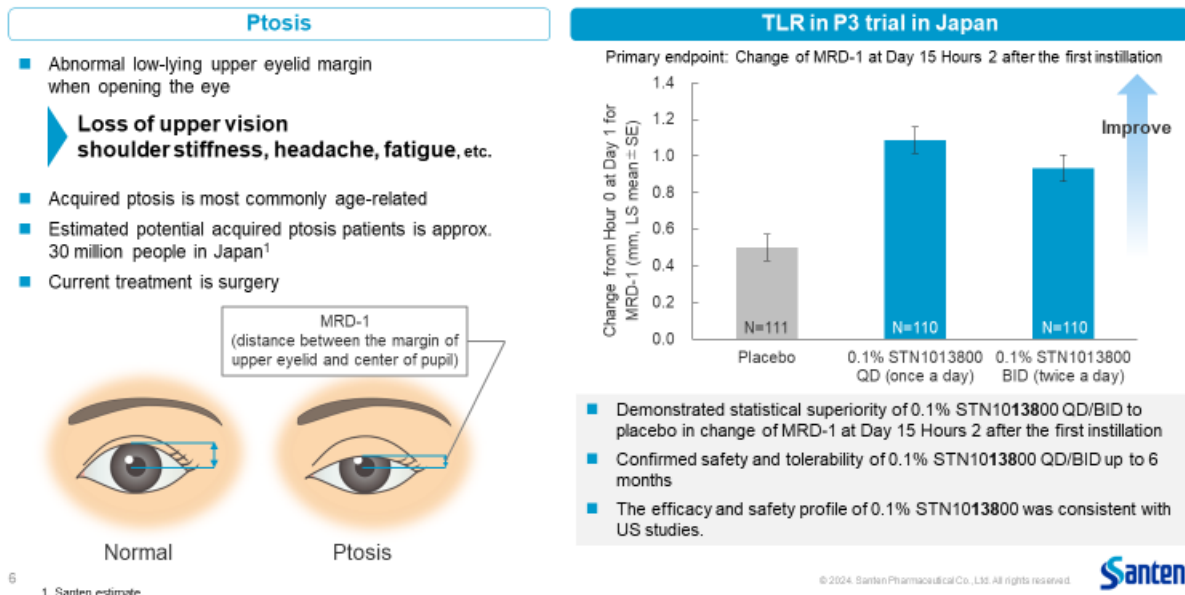 Ptosis
■ Abnormal low-lying upper eyelid margin
when opening the eye
Loss of upper vision
shoulder stiffness, headache, fatigue, etc.
■ Acquired ptosis is most commonly age-related
■ Estimated potential acquired ptosis patients is approx.
30 million people in Japan¹
■ Current treatment is surgery
MRD-1
(distance between the margin of
upper eyelid and center of pupil)
Normal
Ptosis
TLR in P3 trial in Japan
Primary endpoint: Change of MRD-1 at Day 15 Hours 2 after the first instillation
Change from Hour 0 at Day 1 for
MRD-1 (mm, LS mean±SE)
1.4
1.2
1.0
0.8
0.6
0.4
0.2
0.0
Improve
N=111
N=110
N=110
Placebo
0.1% STN1013800
QD (once a day)
0.1% STN1013800
BID (twice a day)
■ Demonstrated statistical superiority of 0.1% STN1013800 QD/BID to
placebo in change of MRD-1 at Day 15 Hours 2 after the first instillation
■ Confirmed safety and tolerability of 0.1% STN1013800 QD/BID up to 6
months
■ The efficacy and safety profile of 0.1% STN1013800 was consistent with
US studies.
6
1. Santen estimate
© 2024. Santen Pharmaceutical Co., Ltd. All rights reserved.
Santen